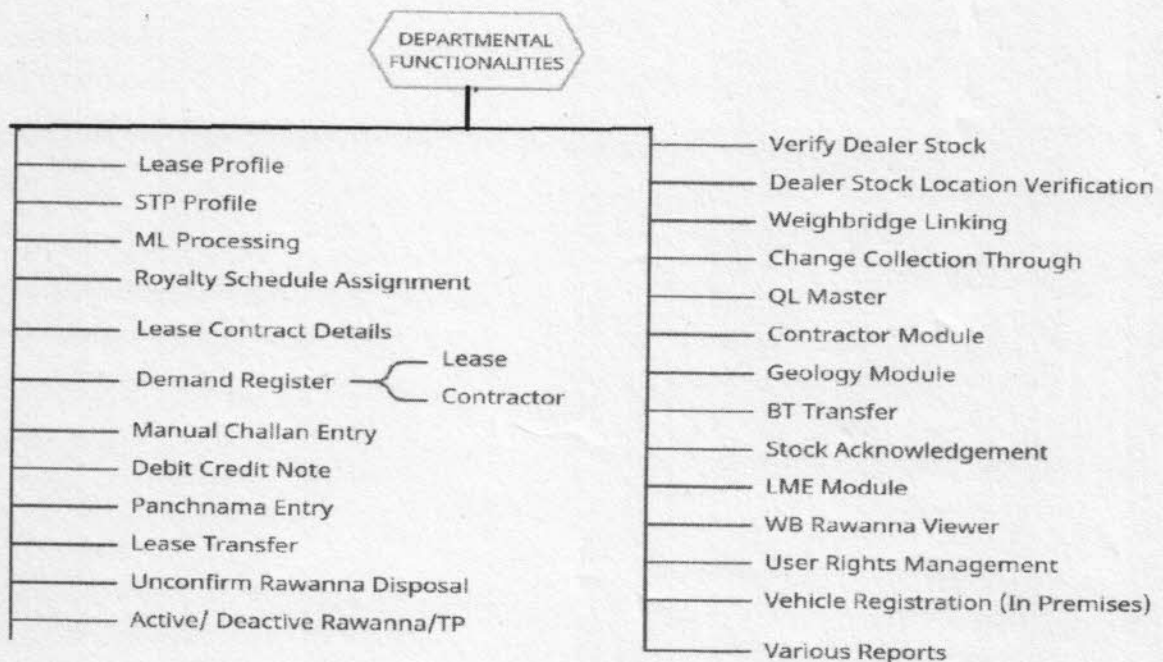 DEPARTMENTAL
FUNCTIONALITIES
Lease Profile
STP Profile
ML Processing
Royalty Schedule Assignment
Lease Contract Details
Demand Register
Lease
Contractor
Manual Challan Entry
Debit Credit Note
Panchnama Entry
Lease Transfer
Unconfirm Rawanna Disposal
Active/ Deactive Rawanna/TP
Verify Dealer Stock
Dealer Stock Location Verification
Weighbridge Linking
Change Collection Through
QL Master
Contractor Module
Geology Module
BT Transfer
Stock Acknowledgement
LME Module
WB Rawanna Viewer
User Rights Management
Vehicle Registration (In Premises)
Various Reports